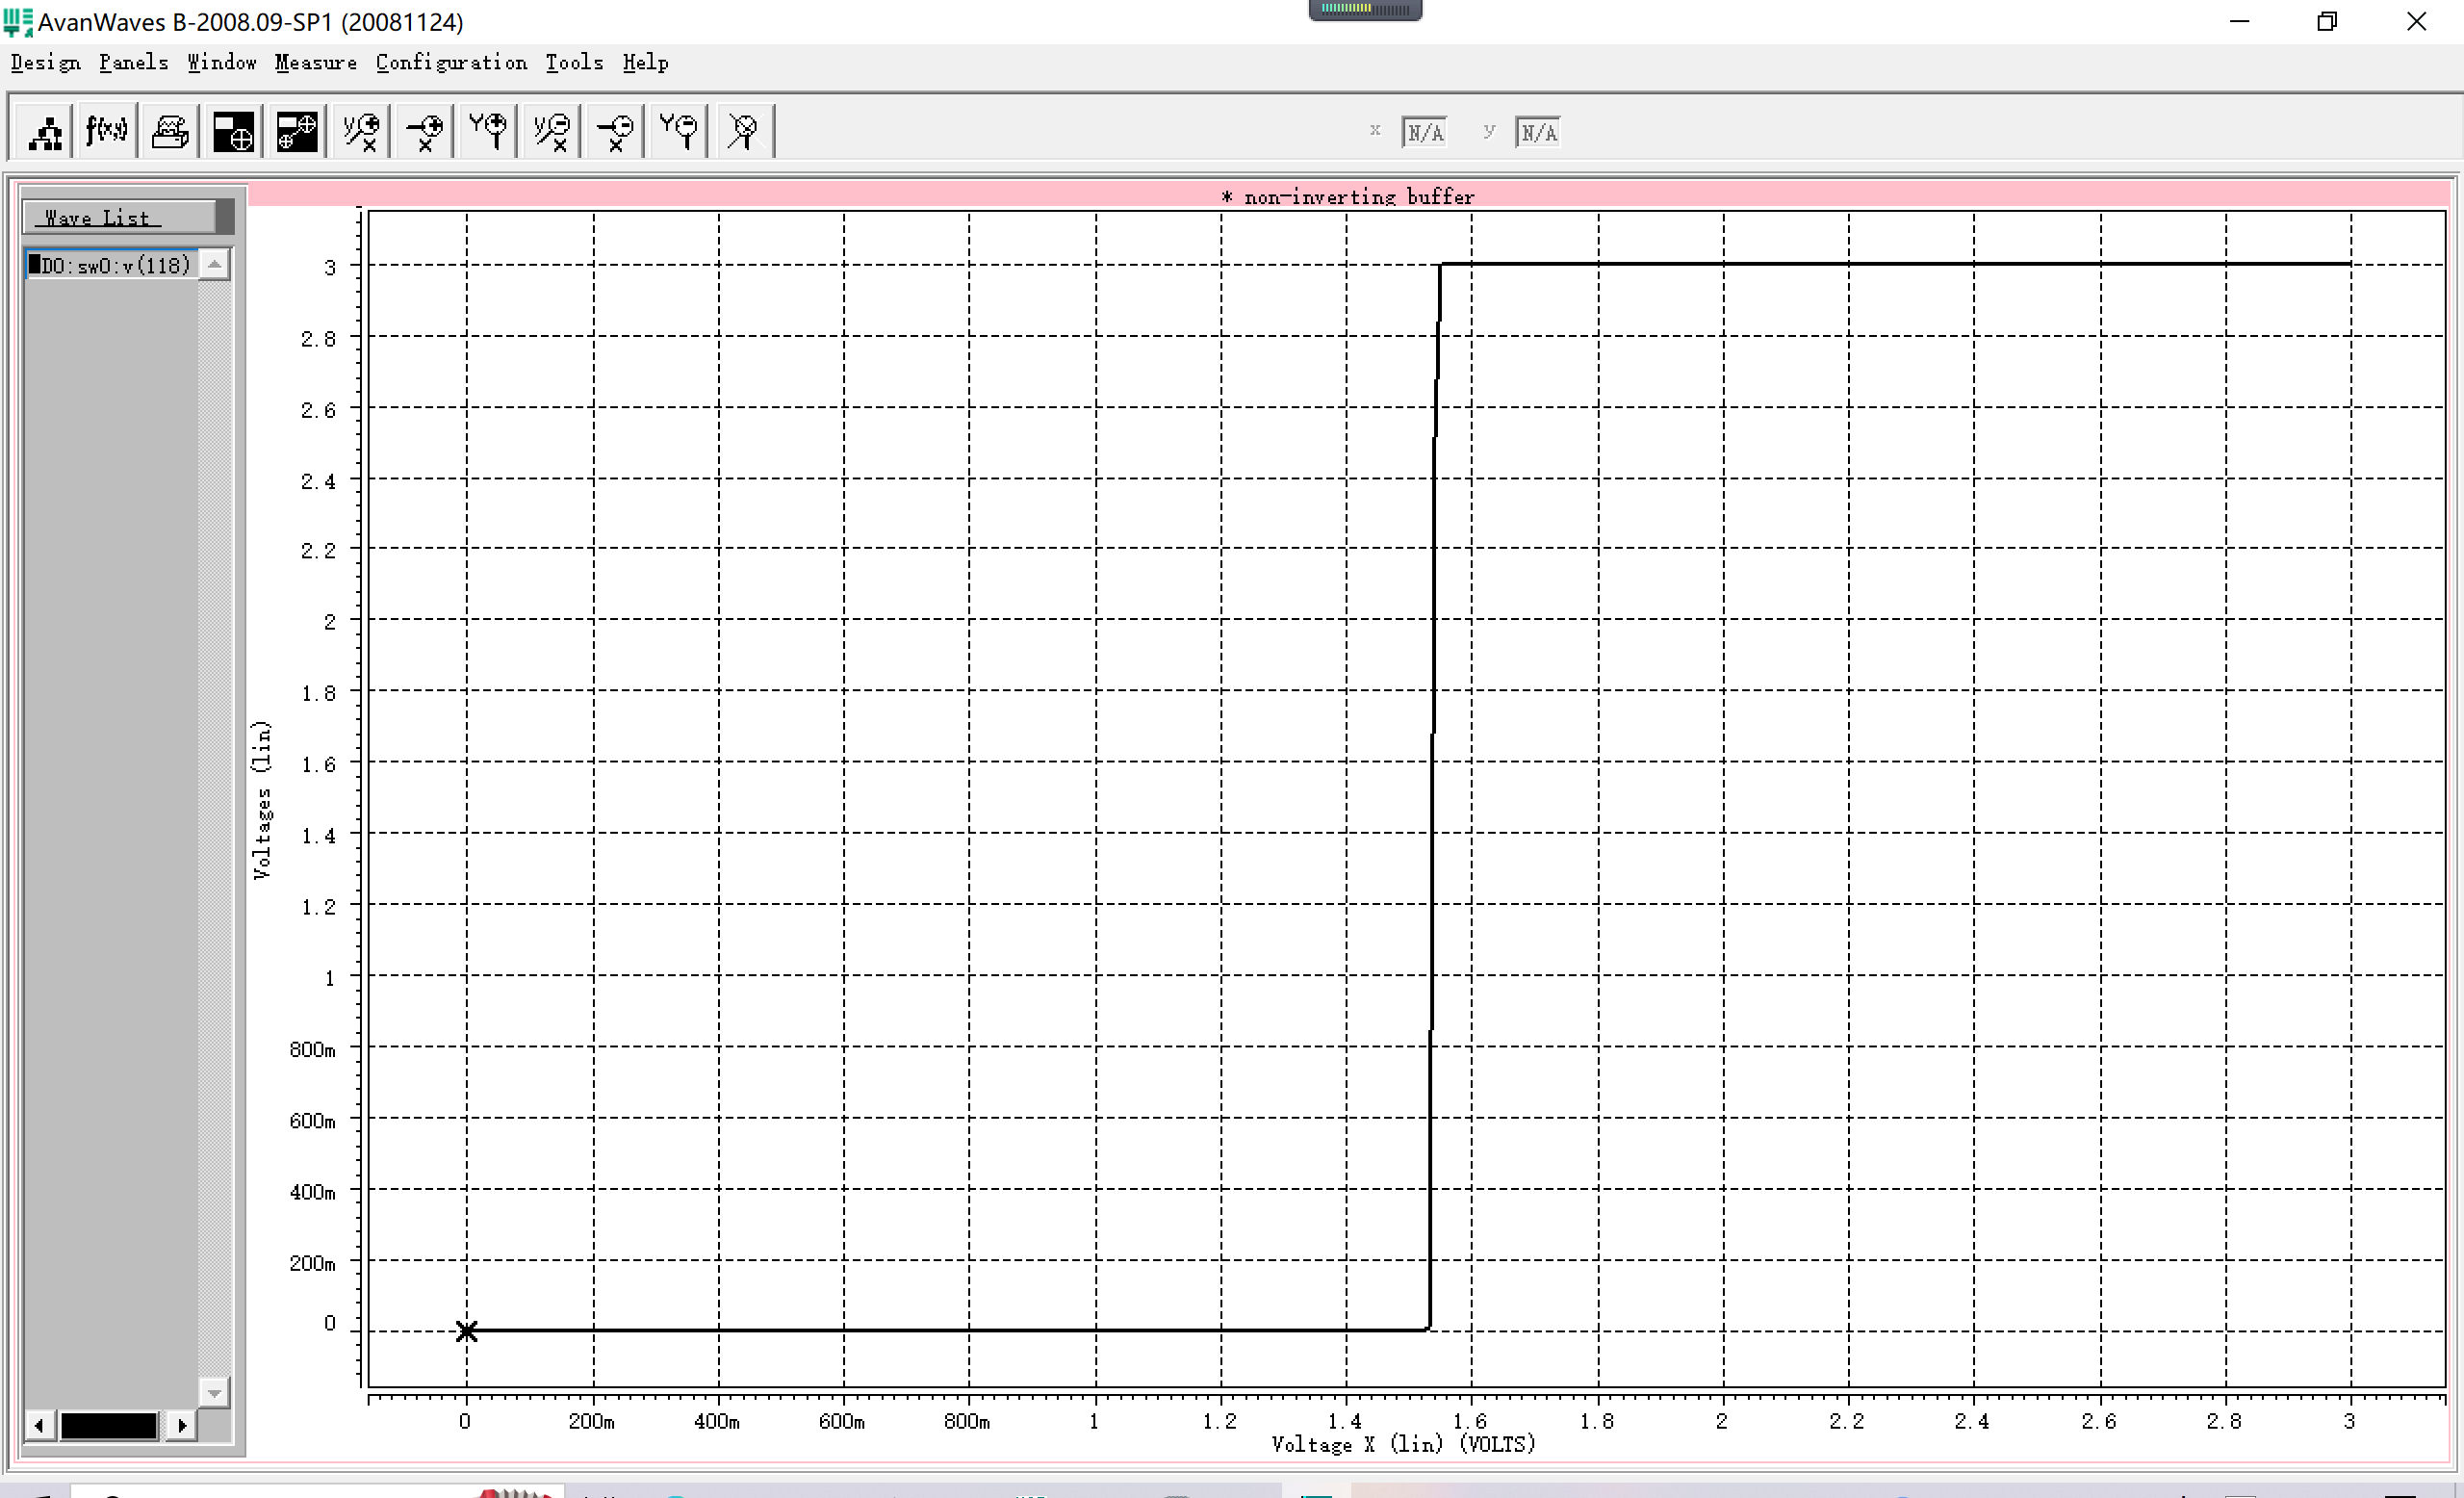 AvanWaves B-2008.09-SP1 (20081124)
Design Panels Window Measure Configuration Tools Help
f(x,y)
x N/A y N/A
* non-inverting buffer
Wave List
D0:sw0:v(118)
Voltages (lin)
3
2.8
2.6
2.4
2.2
2
1.8
1.6
1.4
1.2
1
800m
600m
400m
200m
0
0 200m 400m 600m 800m 1 1.2 1.4 1.6 1.8 2 2.2 2.4 2.6 2.8 3
Voltage X (lin) (VOLTS)